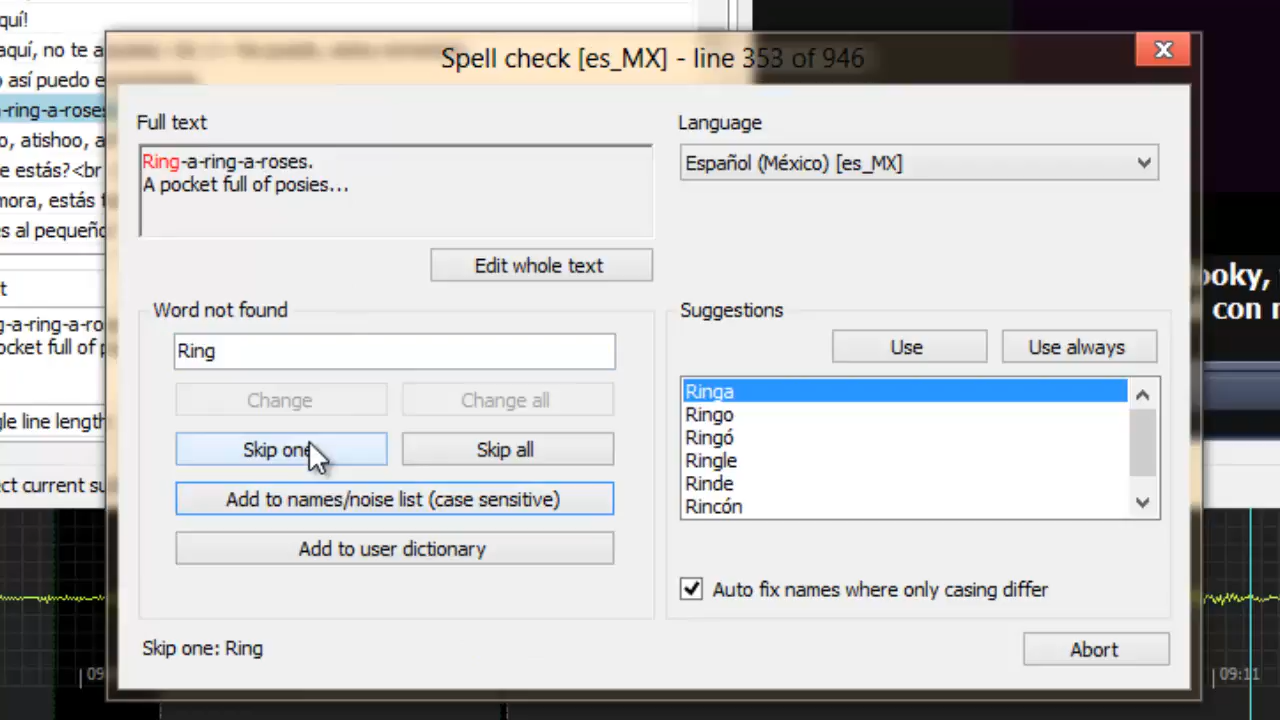 quí!
Spell check [es_MX] - line 353 of 946
aquí, no te a
así puedo e
Full text
Language
-ring-a-roses
Ring-a-ring-a-roses.
A pocket full of posies...
Español (México) [es_MX]
o, atishoo, a
e estás?<br
mora, estás t
es al pequeño
Edit whole text
ooky,
con
t
Word not found
Suggestions
g-a-ring-a-ro
ocket full of p
Ring
Use
Use always
Change
Change all
Ringa
Ringo
Ringó
Ringle
Rinde
Rincón
gle line length
Skip one
Skip all
ect current su
Add to names/noise list (case sensitive)
Add to user dictionary
Auto fix names where only casing differ
Skip one: Ring
Abort
09
09:11